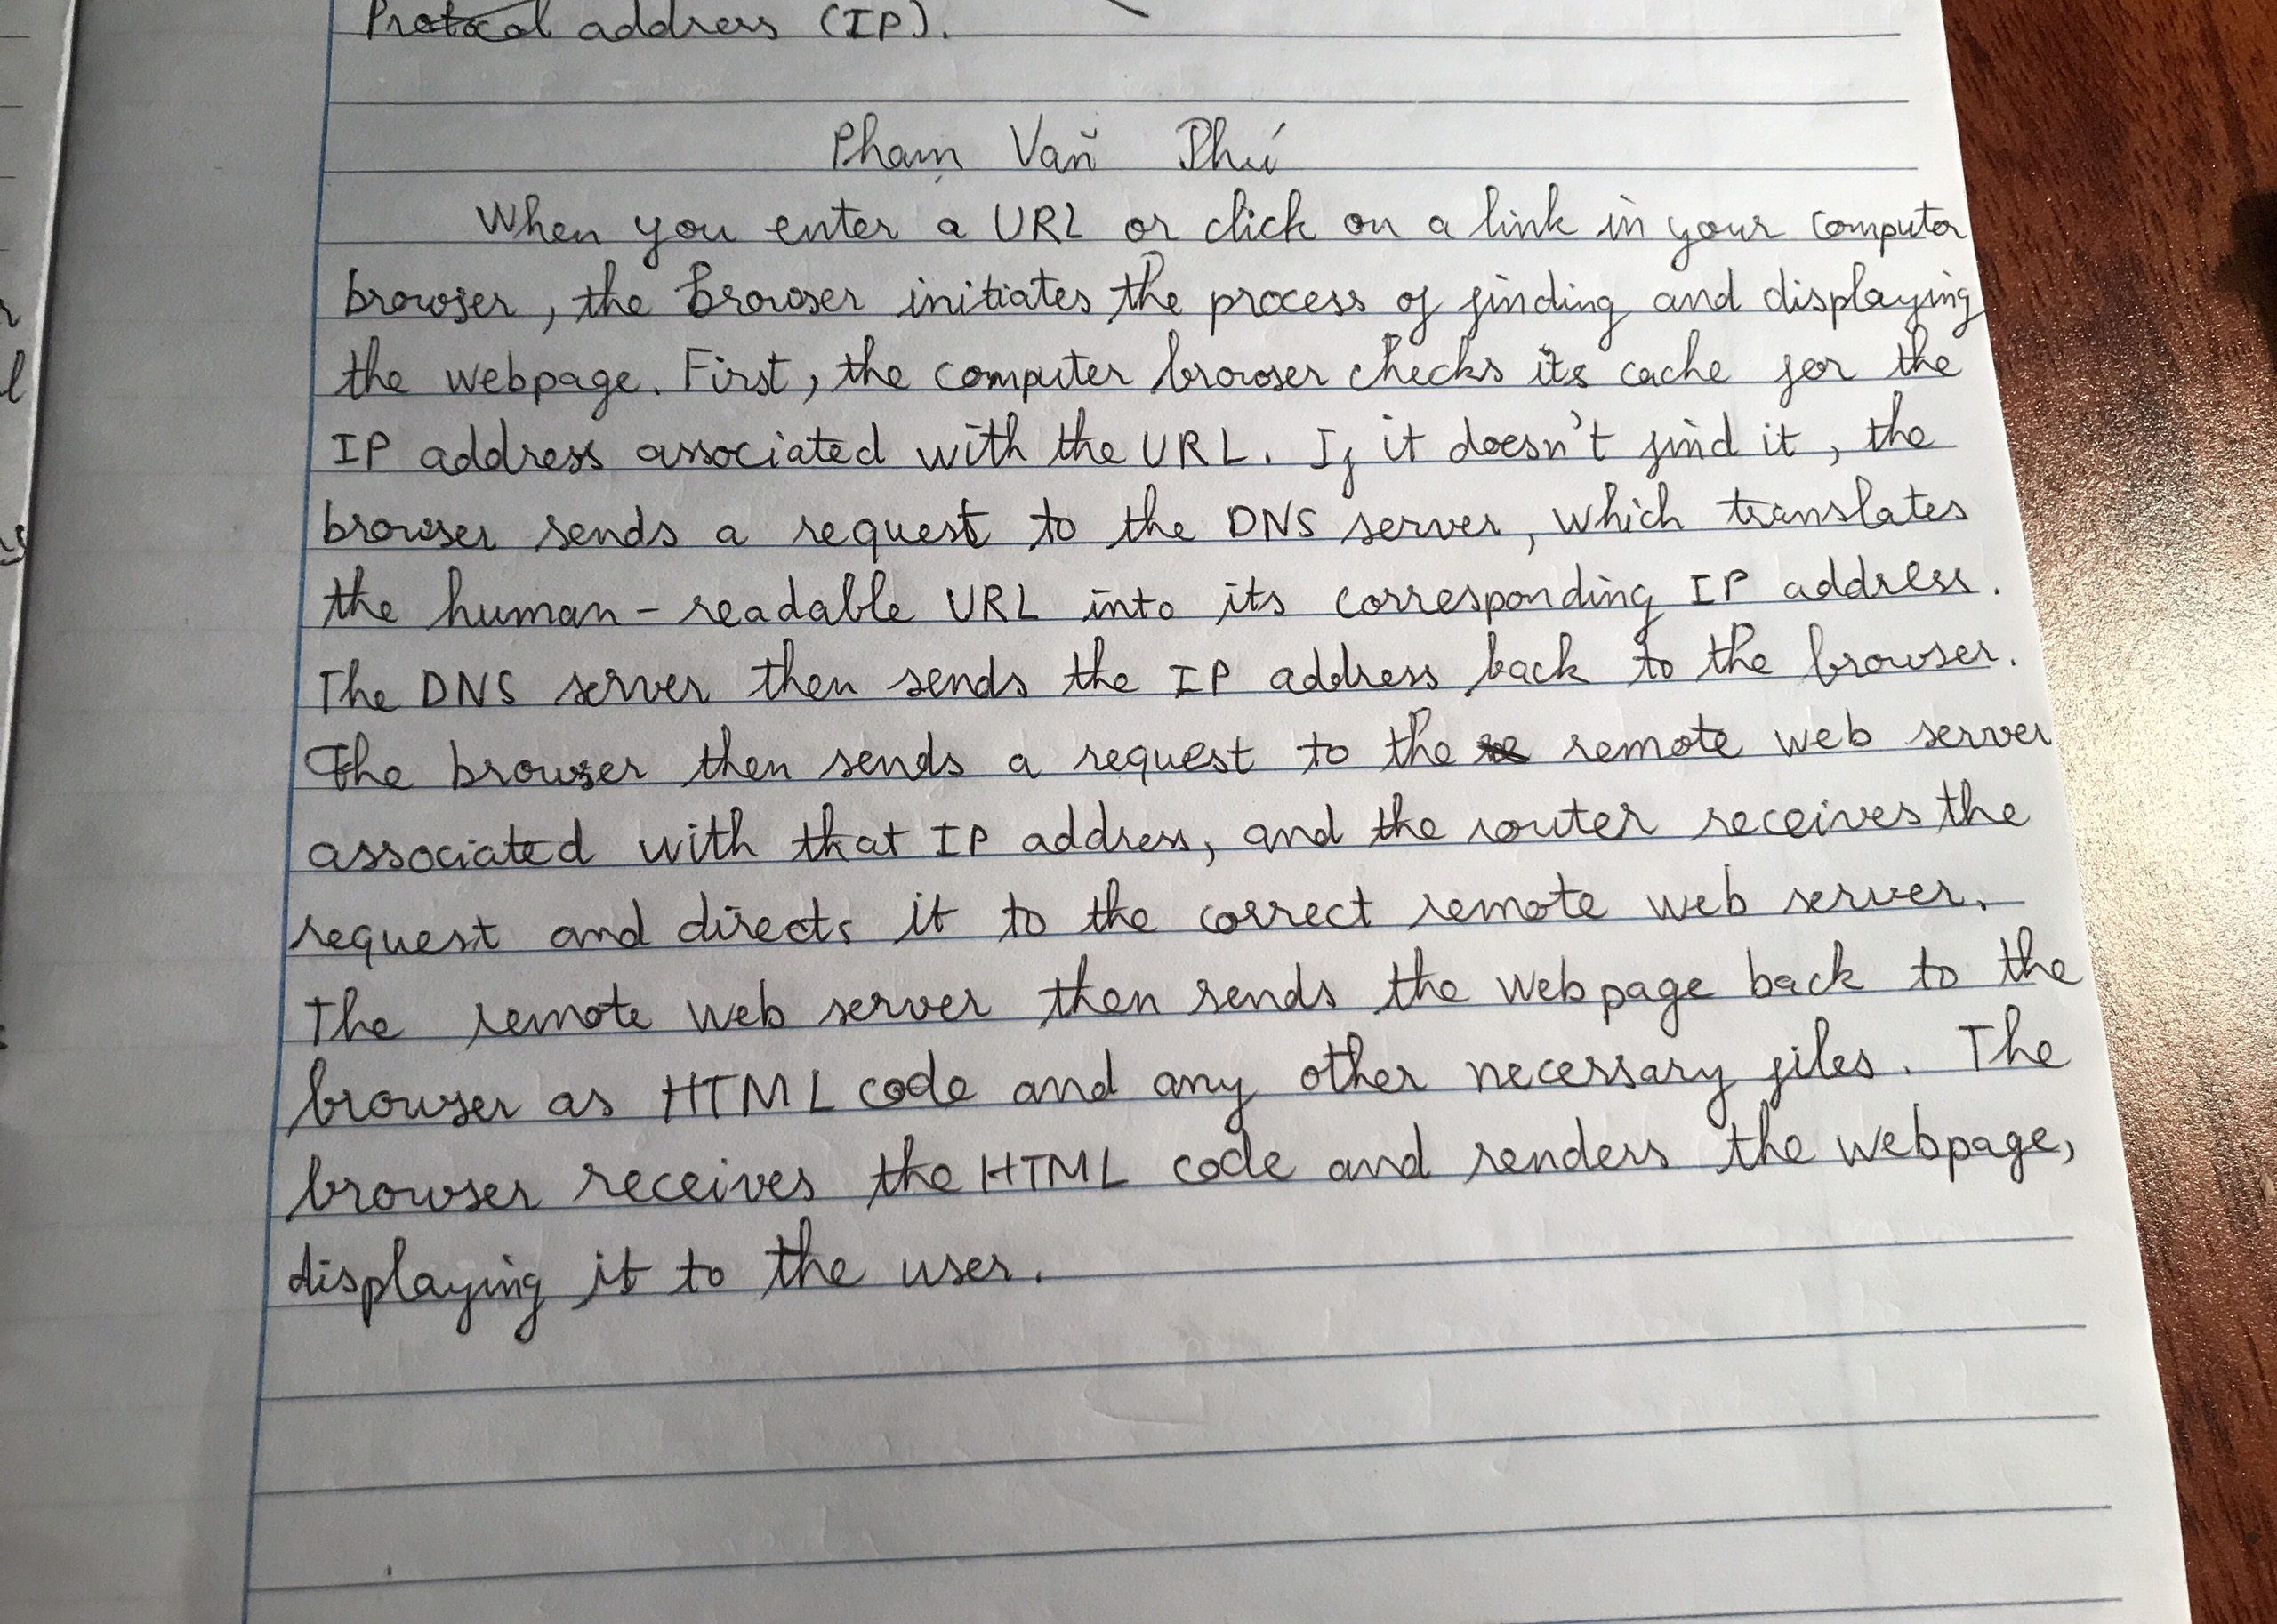 Protocol address (IP).
Phạm Văn Phú
When you enter a URL or click on a link in your computer
browser, the browser initiates the process of finding and displaying
the webpage. First, the computer browser checks its cache for the
IP address associated with the URL. If it doesn't find it, the
browser sends a request to the DNS server, which translates
the human-readable URL into its corresponding IP address.
The DNS server then sends the IP address back to the browser.
The browser then sends a request to the remote web server
associated with that IP address, and the router receives the
request and directs it to the correct remote web server.
The remote web server then sends the webpage back to the
browser as HTML code and any other necessary files. The
browser receives the HTML code and renders the webpage,
displaying it to the user.